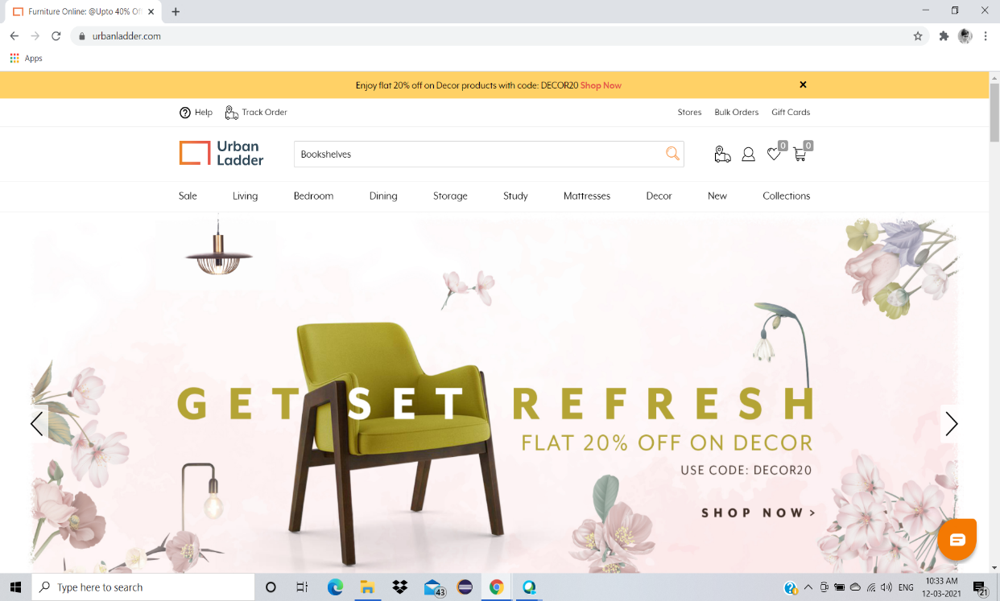 Furniture Online: @Upto 40% Of
urbanladder.com
Apps
Enjoy flat 20% off on Decor products with code: DECOR20 Shop Now
Help Track Order Stores Bulk Orders Gift Cards
Urban
Ladder
Bookshelves
0 0
Sale Living Bedroom Dining Storage Study Mattresses Decor New Collections
GET SET REFRESH
FLAT 20% OFF ON DECOR
USE CODE: DECOR20
SHOP NOW >
Type here to search
43
ENG
10:33 AM
12-03-2021
21